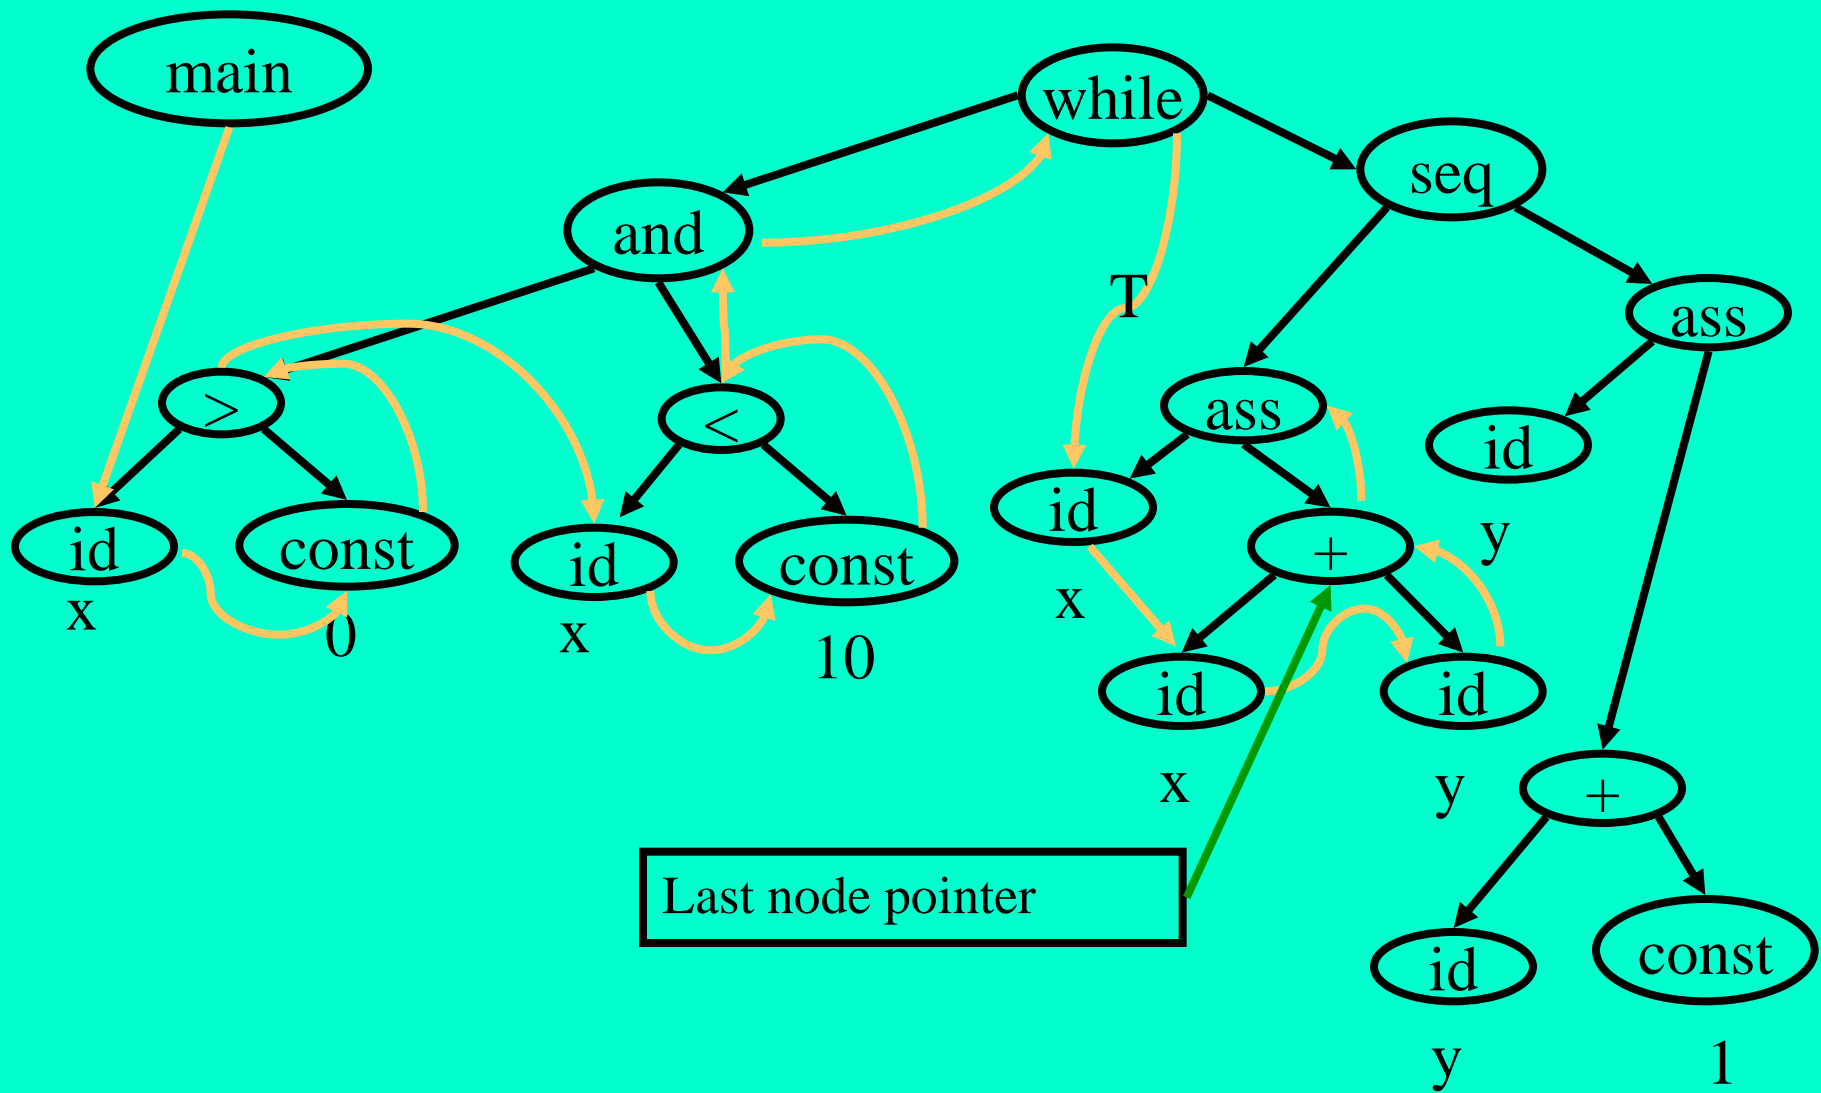 main
while
seq
and
T
ass
>
<
ass
id
id
+
y
id
const
id
const
x
x
0
x
10
id
id
x
y
+
Last node pointer
id
const
y
1